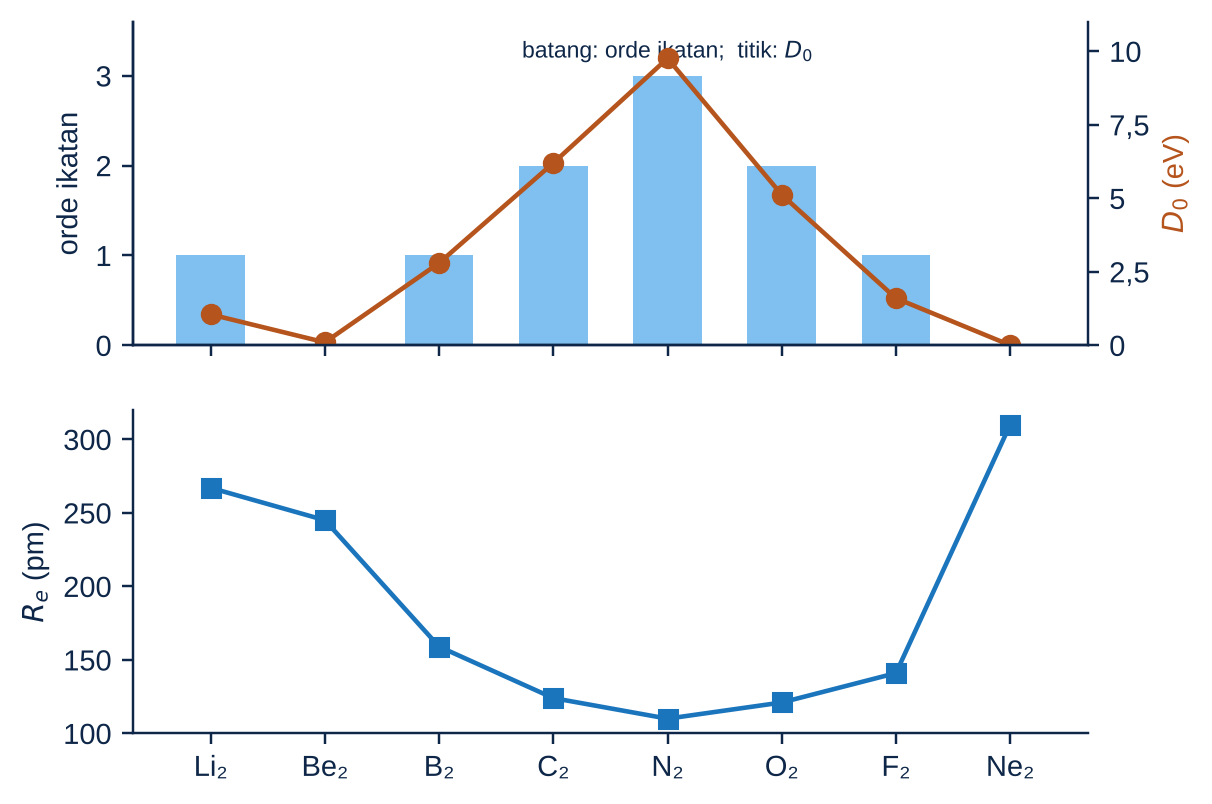 batang: orde ikatan; titik: D₀
orde ikatan
3
2
1
0
10
7,5
5
2,5
0
D₀ (eV)
Rₑ (pm)
300
250
200
150
100
Li₂ Be₂ B₂ C₂ N₂ O₂ F₂ Ne₂